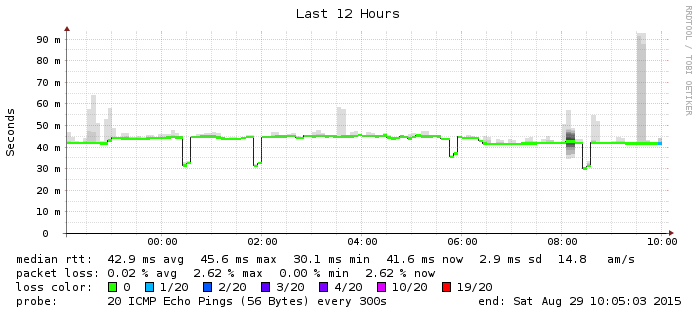 Last 12 Hours
RRDTOOL / TOBI OETIKER
Seconds
90 m
80 m
70 m
60 m
50 m
40 m
30 m
20 m
10 m
0
00:00 02:00 04:00 06:00 08:00 10:00
median rtt: 42.9 ms avg 45.6 ms max 30.1 ms min 41.6 ms now 2.9 ms sd 14.8 am/s
packet loss: 0.02 % avg 2.62 % max 0.00 % min 2.62 % now
loss color: 0 1/20 2/20 3/20 4/20 10/20 19/20
probe: 20 ICMP Echo Pings (56 Bytes) every 300s end: Sat Aug 29 10:05:03 2015